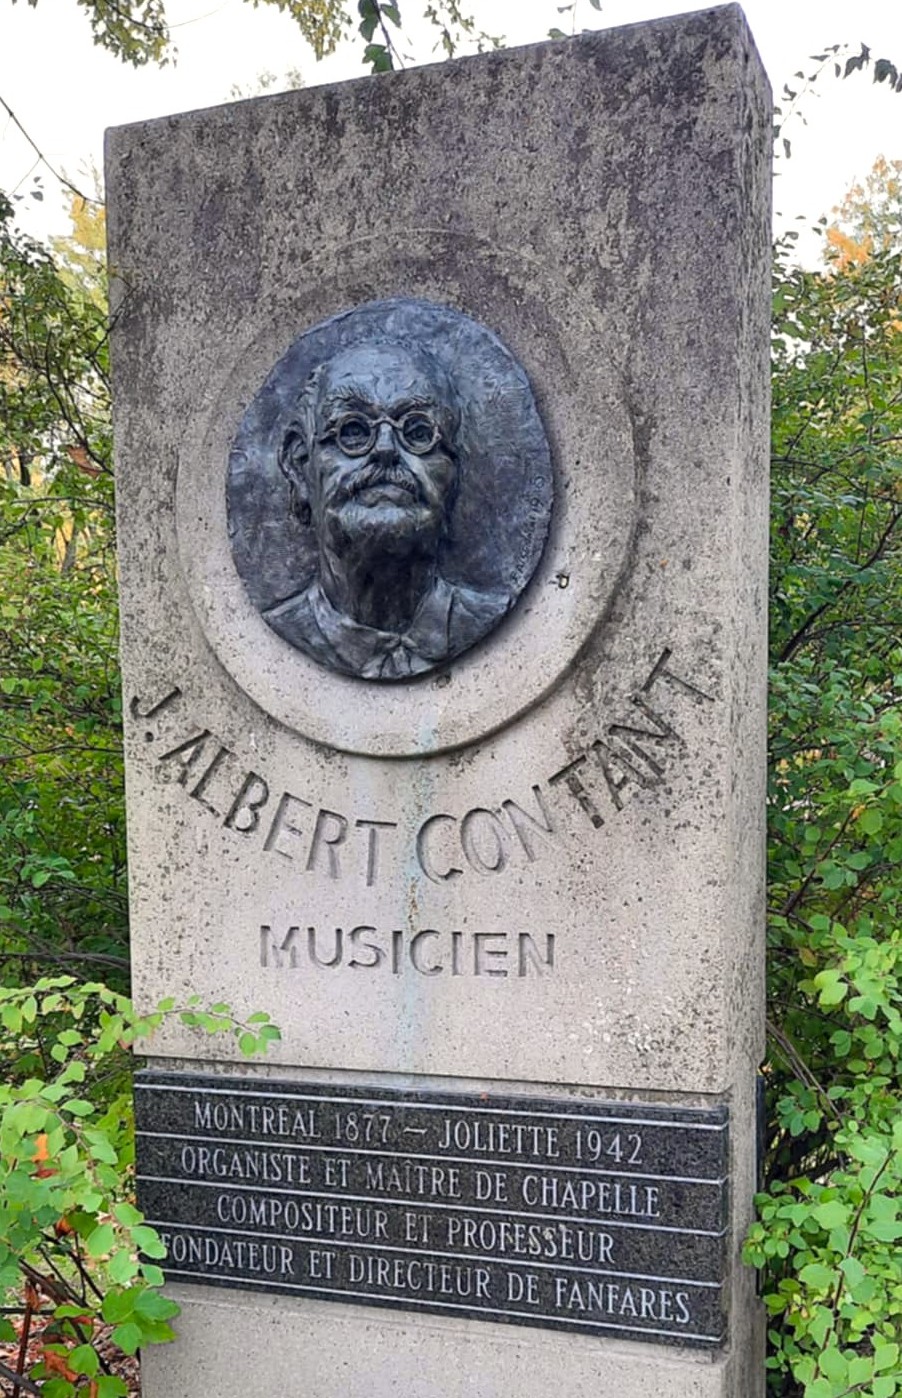 J. ALBERT CONTANT
MUSICIEN
MONTRÉAL 1877 — JOLIETTE 1942
ORGANISTE ET MAÎTRE DE CHAPELLE
COMPOSITEUR ET PROFESSEUR
FONDATEUR ET DIRECTEUR DE FANFARES